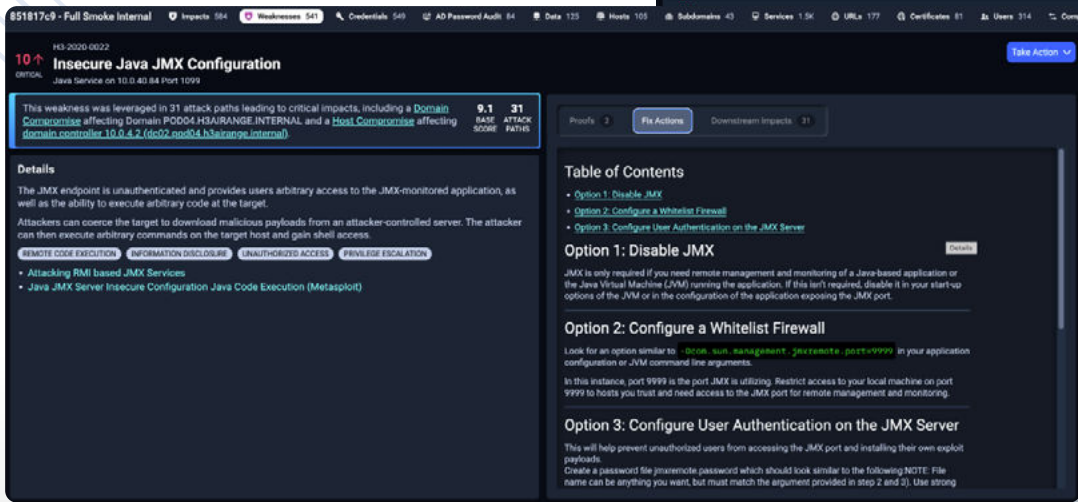 851817c9 - Full Smoke Internal Impacts 584 Weaknesses 541 Credentials 549 AD Password Audit 84 Data 125 Hosts 105 Subdomains 43 Services 1.5K URLs 177 Certificates 81 Users 314
H3-2020-0022
10 Insecure Java JMX Configuration Take Action
CRITICAL Java Service on 10.0.40.84 Port 1099
This weakness was leveraged in 31 attack paths leading to critical impacts, including a Domain
Compromise affecting Domain POD04.H3AIRANGE.INTERNAL and a Host Compromise affecting
domain controller 10.0.4.2 (dc02.pod04.h3airange.internal).
9.1 31
BASE ATTACK
SCORE PATHS
Details
The JMX endpoint is unauthenticated and provides users arbitrary access to the JMX-monitored application, as
well as the ability to execute arbitrary code at the target.
Attackers can coerce the target to download malicious payloads from an attacker-controlled server. The attacker
can then execute arbitrary commands on the target host and gain shell access.
REMOTE CODE EXECUTION INFORMATION DISCLOSURE UNAUTHORIZED ACCESS PRIVILEGE ESCALATION
• Attacking RMI based JMX Services
• Java JMX Server Insecure Configuration Java Code Execution (Metasploit)
Proofs 3 Fix Actions Downstream Impacts 31
Table of Contents
• Option 1: Disable JMX
• Option 2: Configure a Whitelist Firewall
• Option 3: Configure User Authentication on the JMX Server
Option 1: Disable JMX Details
JMX is only required if you need remote management and monitoring of a Java-based application or
the Java Virtual Machine (JVM) running the application. If this isn't required, disable it in your start-up
options of the JVM or in the configuration of the application exposing the JMX port.
Option 2: Configure a Whitelist Firewall
Look for an option similar to -Dcom.sun.management.jmxremote.port=9999 in your application
configuration or JVM command line arguments.
In this instance, port 9999 is the port JMX is utilizing. Restrict access to your local machine on port
9999 to hosts you trust and need access to the JMX port for remote management and monitoring.
Option 3: Configure User Authentication on the JMX Server
This will help prevent unauthorized users from accessing the JMX port and installing their own exploit
payloads.
Create a password file jmxremote.password which should look similar to the following:NOTE: File
name can be anything you want, but must match the argument provided in step 2 and 3). Use strong